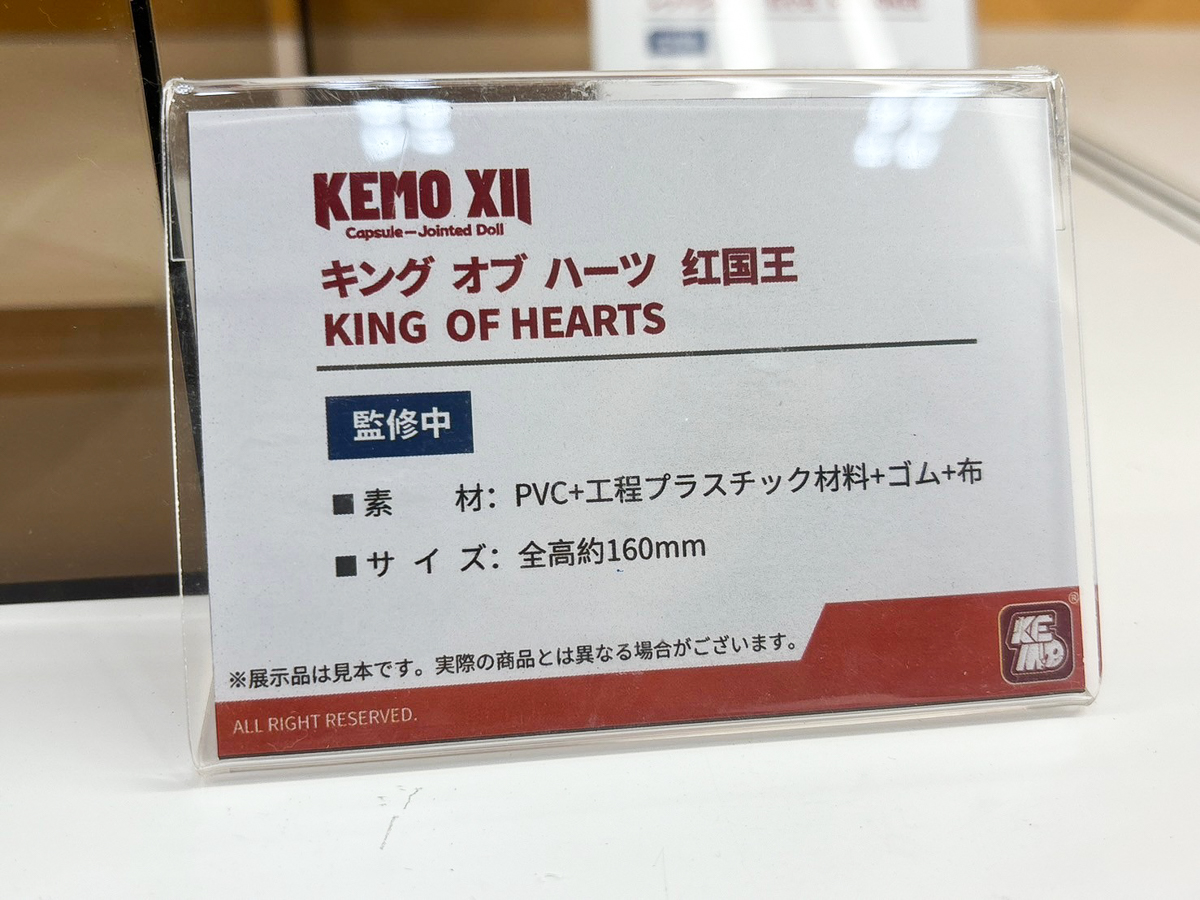 KEMO XII
Capsule-Jointed Doll
キング オブ ハーツ 红国王
KING OF HEARTS
監修中
■素 材：PVC+工程プラスチック材料+ゴム+布
■サ イ ズ：全高約160mm
※展示品は見本です。実際の商品とは異なる場合がございます。
ALL RIGHT RESERVED.
KEMO ®